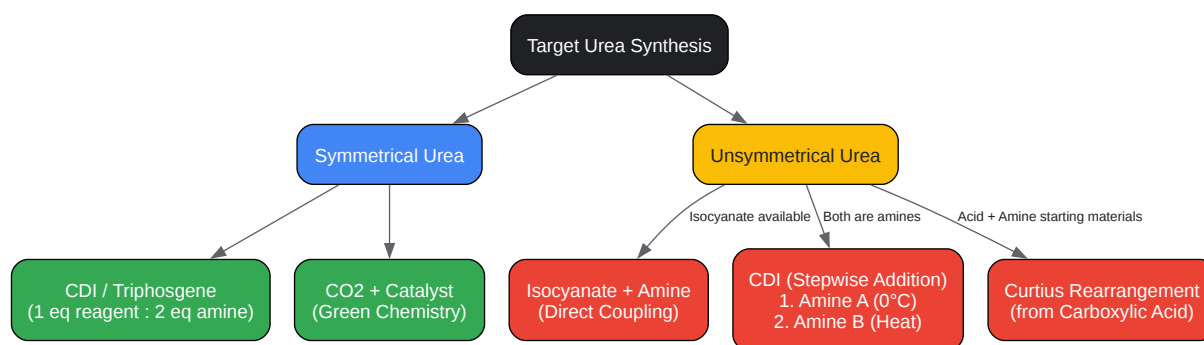 Target Urea Synthesis
Symmetrical Urea
Unsymmetrical Urea
Isocyanate available
Both are amines
Acid + Amine starting materials
CDI / Triphosgene
(1 eq reagent : 2 eq amine)
CO2 + Catalyst
(Green Chemistry)
Isocyanate + Amine
(Direct Coupling)
CDI (Stepwise Addition)
1. Amine A (0°C)
2. Amine B (Heat)
Curtius Rearrangement
(from Carboxylic Acid)